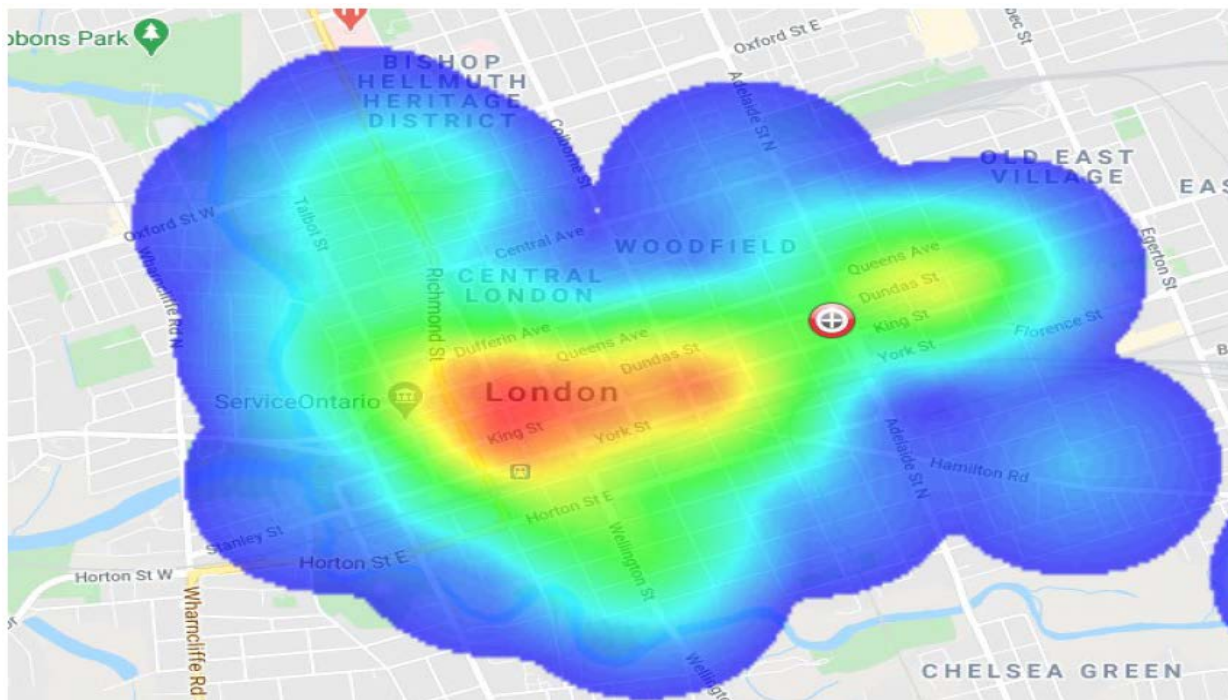 bbons Park
BISHOP
HELLMUTH
HERITAGE
DISTRICT
Oxford St E
Adelaide St N
Colborne St
OLD EAST
VILLAGE
EAS
Talbot St
Oxford St W
Wharncliffe Rd N
Central Ave
WOODFIELD
Queens Ave
Egerton St
CENTRAL
LONDON
Richmond St
Dundas St
King St
Florence St
York St
Dufferin Ave
Queens Ave
Dundas St
London
ServiceOntario
King St
York St
Adelaide St N
Hamilton Rd
Horton St E
Stanley St
Wellington St
Horton St E
Horton St W
Wharncliffe Rd
CHELSEA GREEN